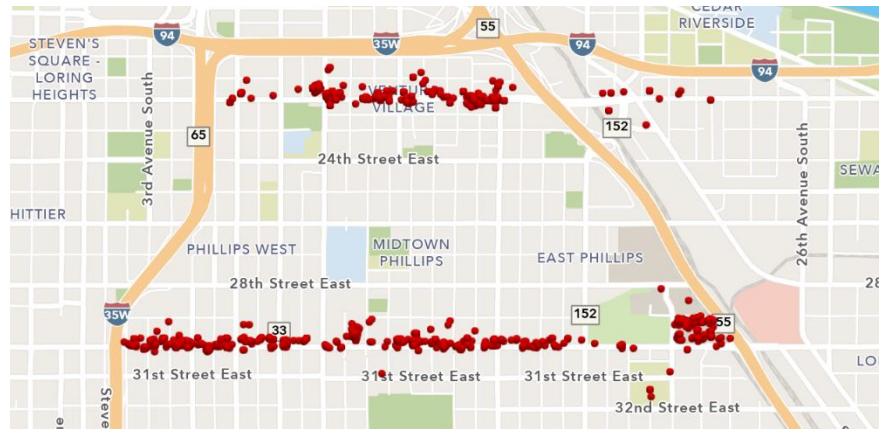 CEDAR
RIVERSIDE
55
94
35W
94
94
STEVEN'S
SQUARE -
LORING
HEIGHTS
3rd Avenue South
VENTURA
VILLAGE
65
152
24th Street East
26th Avenue South
SEWA
HITTIER
PHILLIPS WEST
MIDTOWN
PHILLIPS
EAST PHILLIPS
28th Street East
28
35W
33
152
55
31st Street East
31st Street East
31st Street East
LO
Steve
32nd Street East